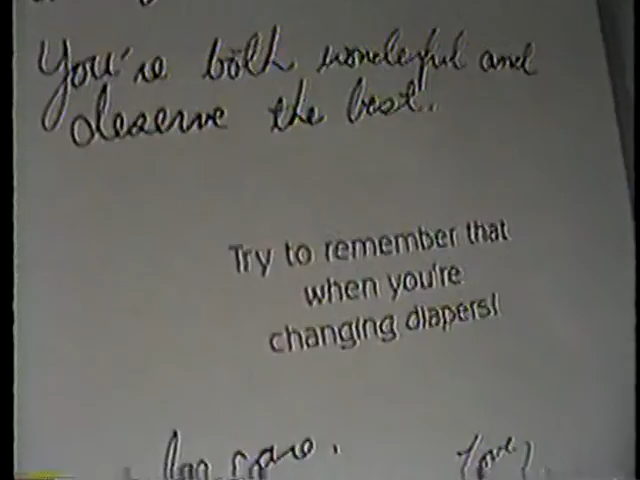 You're both wonderful and
deserve the best.
Try to remember that
when you're
changing diapers!
Love,